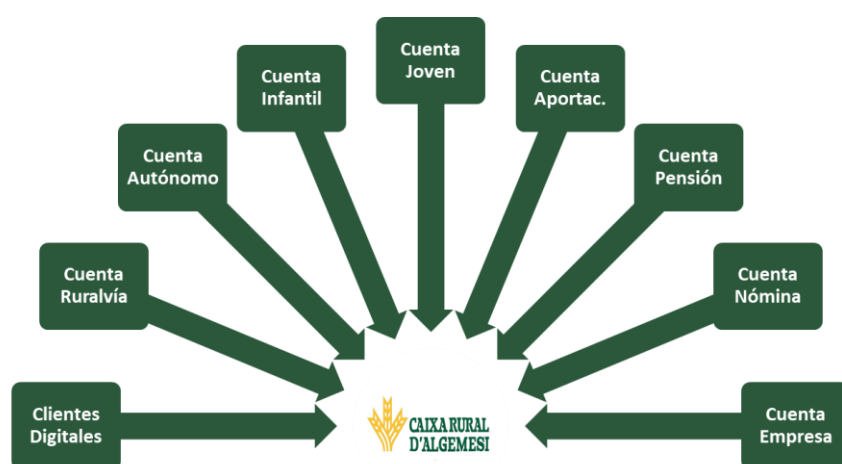 Cuenta
Joven
Cuenta
Infantil
Cuenta
Aportac.
Cuenta
Autónomo
Cuenta
Pensión
Cuenta
Ruralvía
Cuenta
Nómina
Clientes
Digitales
CAIXA RURAL
D'ALGEMESI
Cuenta
Empresa